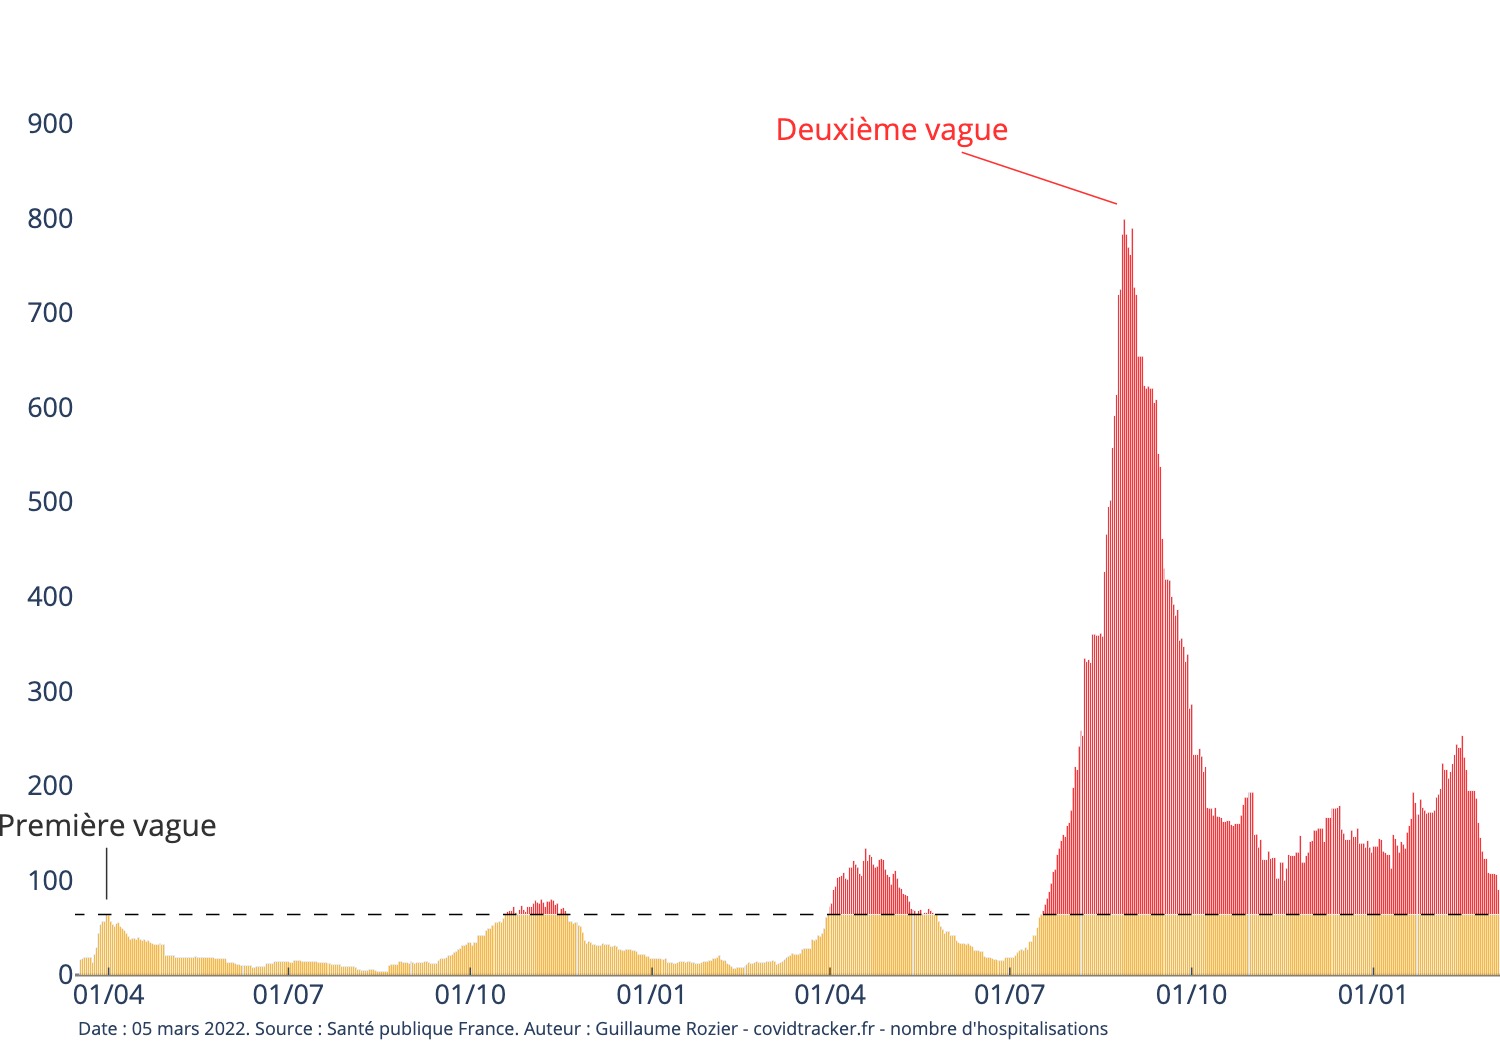 900
Deuxième vague
800
700
600
500
400
300
200
Première vague
100
0
01/04 01/07 01/10 01/01 01/04 01/07 01/10 01/01
Date : 05 mars 2022. Source : Santé publique France. Auteur : Guillaume Rozier - covidtracker.fr - nombre d'hospitalisations